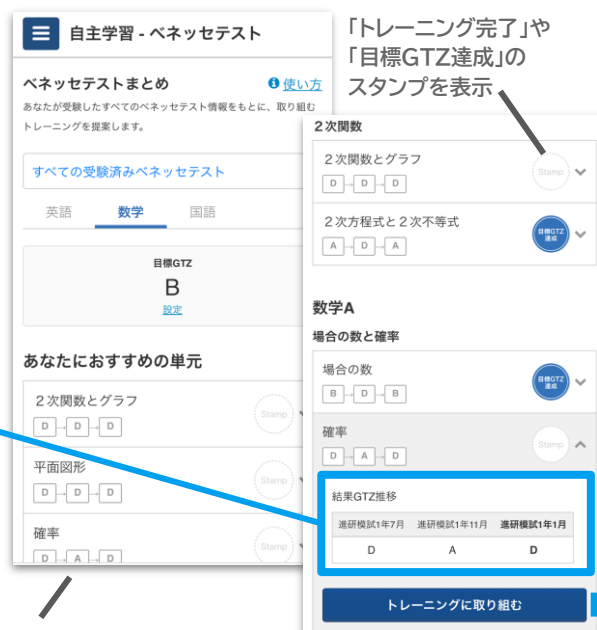 自主学習 - ベネッセテスト
ベネッセテストまとめ
使い方
あなたが受験したすべてのベネッセテスト情報をもとに、取り組む
トレーニングを提案します。
すべての受験済みベネッセテスト
英語 数学 国語
目標GTZ
B
設定
あなたにおすすめの単元
2次関数とグラフ
D→D→D
Stamp
平面図形
D→D→D
Stamp
確率
D→A→D
Stamp
「トレーニング完了」や
「目標GTZ達成」の
スタンプを表示
2次関数
2次関数とグラフ
D→D→D
Stamp
2次方程式と2次不等式
A→D→A
目標GTZ
達成
数学A
場合の数と確率
場合の数
B→D→B
目標GTZ
達成
確率
D→A→D
Stamp
結果GTZ推移
進研模試1年7月 進研模試1年11月 進研模試1年1月
D A D
トレーニングに取り組む